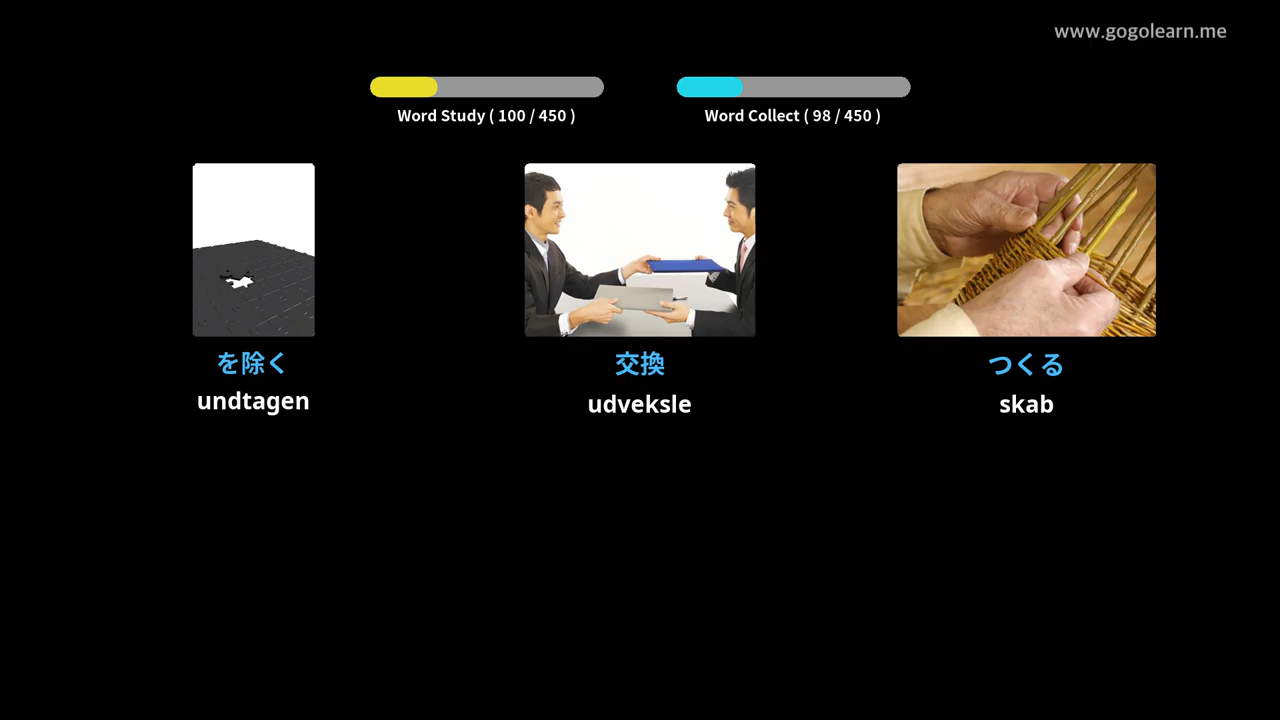 www.gogolearn.me
Word Study ( 100 / 450 )
Word Collect ( 98 / 450 )
を除く
undtagen
交換
udveksle
つくる
skab